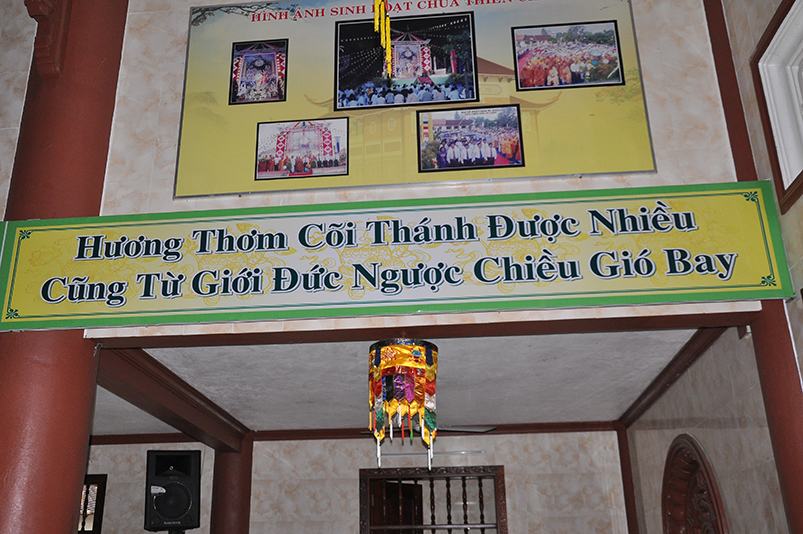 HÌNH ẢNH SINH HOẠT CHÙA THIÊN
Hương Thơm Cõi Thánh Được Nhiều
Cũng Từ Giới Đức Ngược Chiều Gió Bay